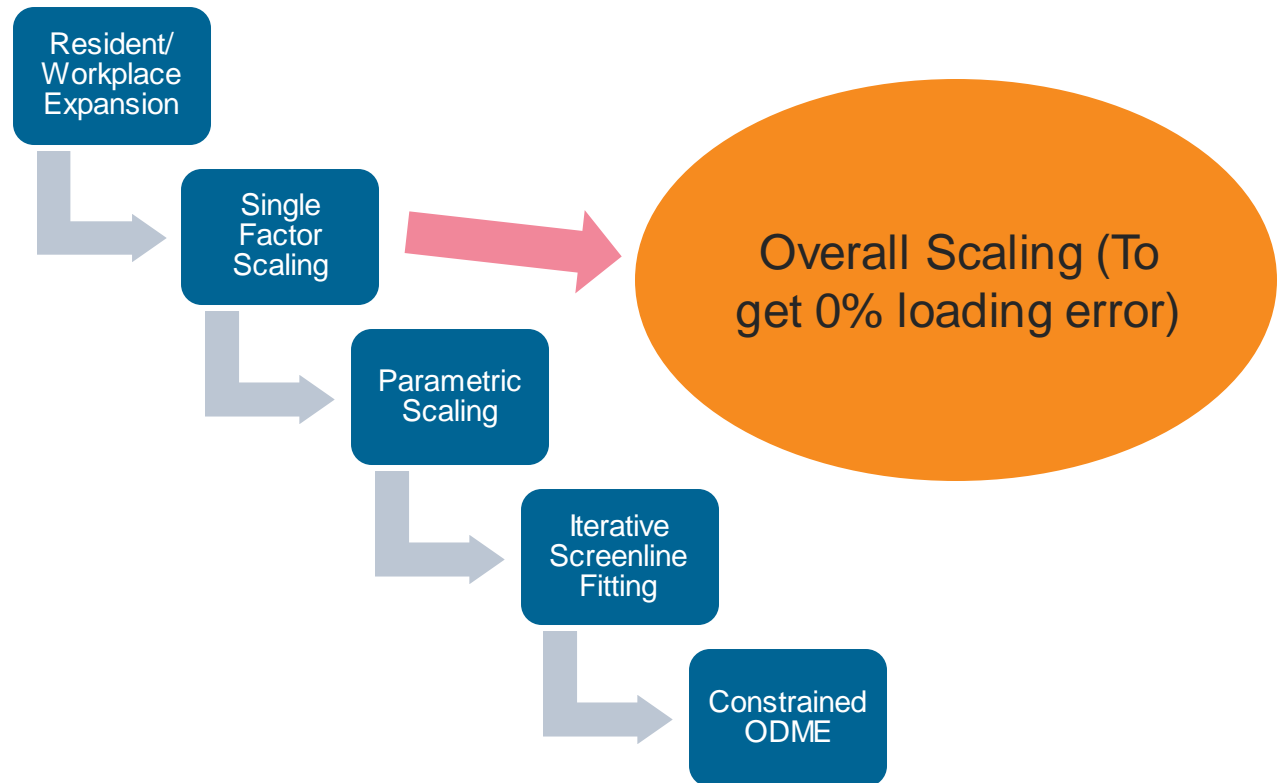 Resident/
Workplace
Expansion
Single
Factor
Scaling
Overall Scaling (To
get 0% loading error)
Parametric
Scaling
Iterative
Screenline
Fitting
Constrained
ODME